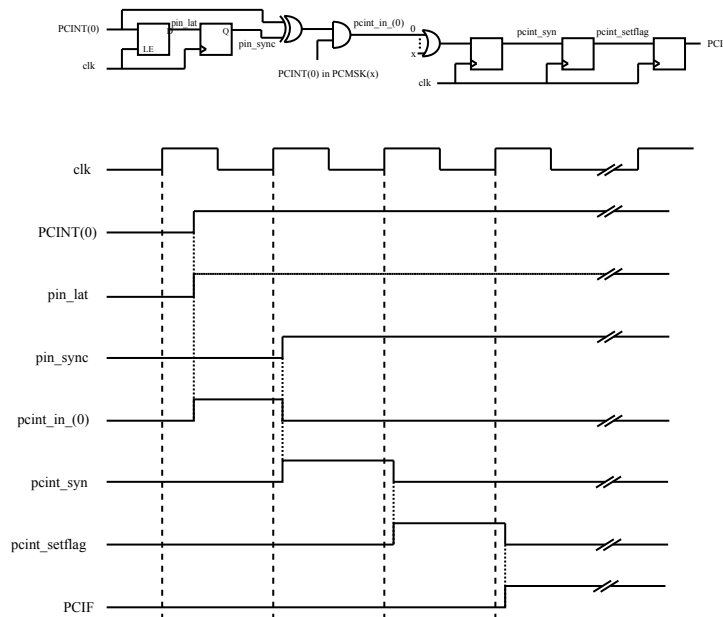 PCINT(0)
LE
pin_lat
D
Q
pin_sync
clk
PCINT(0) in PCMSK(x)
pcint_in_(0)
0
x
clk
pcint_syn
pcint_setflag
PCI
clk
PCINT(0)
pin_lat
pin_sync
pcint_in_(0)
pcint_syn
pcint_setflag
PCIF